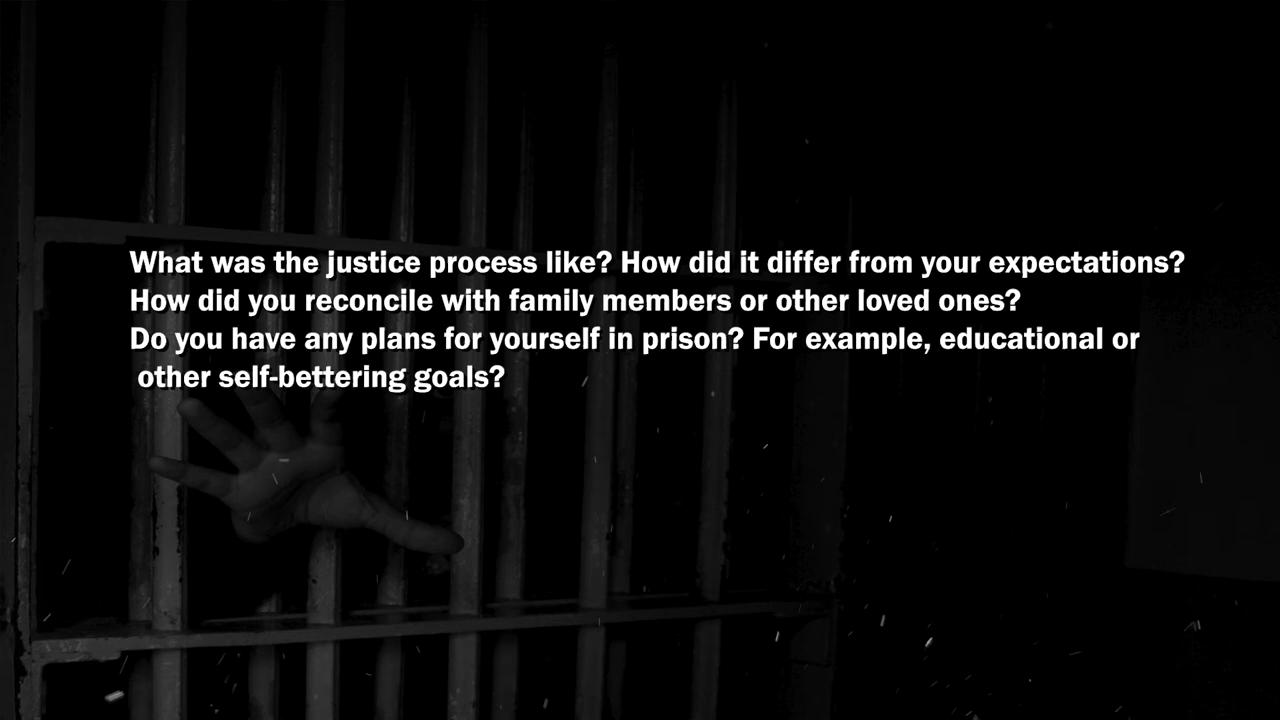 What was the justice process like? How did it differ from your expectations?
How did you reconcile with family members or other loved ones?
Do you have any plans for yourself in prison? For example, educational or
other self-bettering goals?